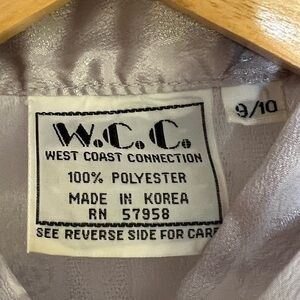 W.C.C.
WEST COAST CONNECTION
100% POLYESTER
MADE IN KOREA
RN 57958
SEE REVERSE SIDE FOR CARE
9/10